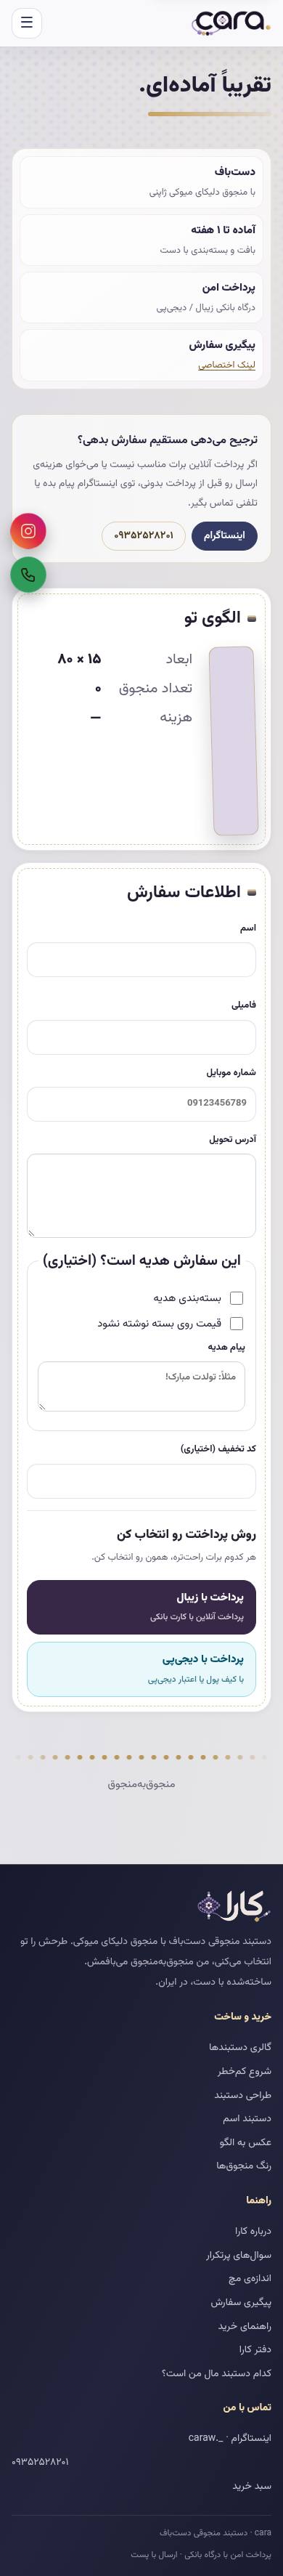 cara.
تقریباً آماده‌ای.
دست‌باف
با منجوق دلیکای میوکی ژاپنی
آماده تا ۱ هفته
بافت و بسته‌بندی با دست
پرداخت امن
درگاه بانکی زیبال / دیجی‌پی
پیگیری سفارش
لینک اختصاصی
ترجیح می‌دهی مستقیم سفارش بدهی؟
اگر پرداخت آنلاین برات مناسب نیست یا می‌خوای هزینه‌ی
ارسال رو قبل از پرداخت بدونی، توی اینستاگرام پیام بده یا
تلفنی تماس بگیر.
اینستاگرام
۰۹۳۵۲۵۲۸۲۰۱
الگوی تو
ابعاد ۱۵ × ۸۰
تعداد منجوق ۰
هزینه —
اطلاعات سفارش
اسم
فامیلی
شماره موبایل
09123456789
آدرس تحویل
این سفارش هدیه است؟ (اختیاری)
بسته‌بندی هدیه
قیمت روی بسته نوشته نشود
پیام هدیه
مثلاً: تولدت مبارک!
کد تخفیف (اختیاری)
روش پرداختت رو انتخاب کن
هر کدوم برات راحت‌تره، همون رو انتخاب کن.
پرداخت با زیبال
پرداخت آنلاین با کارت بانکی
پرداخت با دیجی‌پی
با کیف پول یا اعتبار دیجی‌پی
منجوق‌به‌منجوق
کارا
دستبند منجوقی دست‌باف با منجوق دلیکای میوکی. طرحش را تو
انتخاب می‌کنی، من منجوق‌به‌منجوق می‌بافمش.
ساخته‌شده با دست، در ایران.
خرید و ساخت
گالری دستبندها
شروع کم‌خطر
طراحی دستبند
دستبند اسم
عکس به الگو
رنگ منجوق‌ها
راهنما
درباره کارا
سوال‌های پرتکرار
اندازه‌ی مچ
پیگیری سفارش
راهنمای خرید
دفتر کارا
کدام دستبند مال من است؟
تماس با من
اینستاگرام · caraw._
۰۹۳۵۲۵۲۸۲۰۱
سبد خرید
cara · دستبند منجوقی دست‌باف
پرداخت امن با درگاه بانکی · ارسال با پست